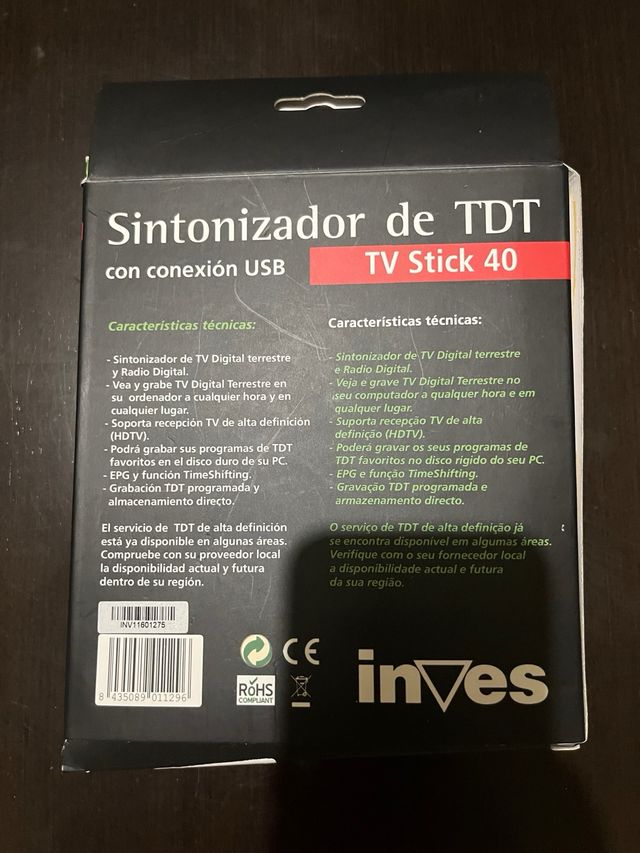 Sintonizador de TDT
con conexión USB
TV Stick 40
Características técnicas:
- Sintonizador de TV Digital terrestre
y Radio Digital.
- Vea y grabe TV Digital Terrestre en
su ordenador a cualquier hora y en
cualquier lugar.
- Soporta recepción TV de alta definición
(HDTV).
- Podrá grabar sus programas de TDT
favoritos en el disco duro de su PC.
- EPG y función TimeShifting.
- Grabación TDT programada y
almacenamiento directo.
El servicio de TDT de alta definición
está ya disponible en algunas áreas.
Compruebe con su proveedor local
la disponibilidad actual y futura
dentro de su región.
Características técnicas:
- Sintonizador de TV Digital terrestre
e Radio Digital.
- Veja e grave TV Digital Terrestre no
seu computador a qualquer hora e em
qualquer lugar.
- Suporta recepção TV de alta
definição (HDTV).
- Poderá gravar os seus programas de
TDT favoritos no disco rigido do seu PC.
- EPG e função TimeShifting.
- Gravação TDT programada e
armazenamento directo.
O serviço de TDT de alta definição já
se encontra disponível em algumas áreas.
Verifique com o seu fornecedor local
a disponibilidade actual e futura
da sua região.
INV11601275
8 435089 011296
CE
RoHS
COMPLIANT
inves